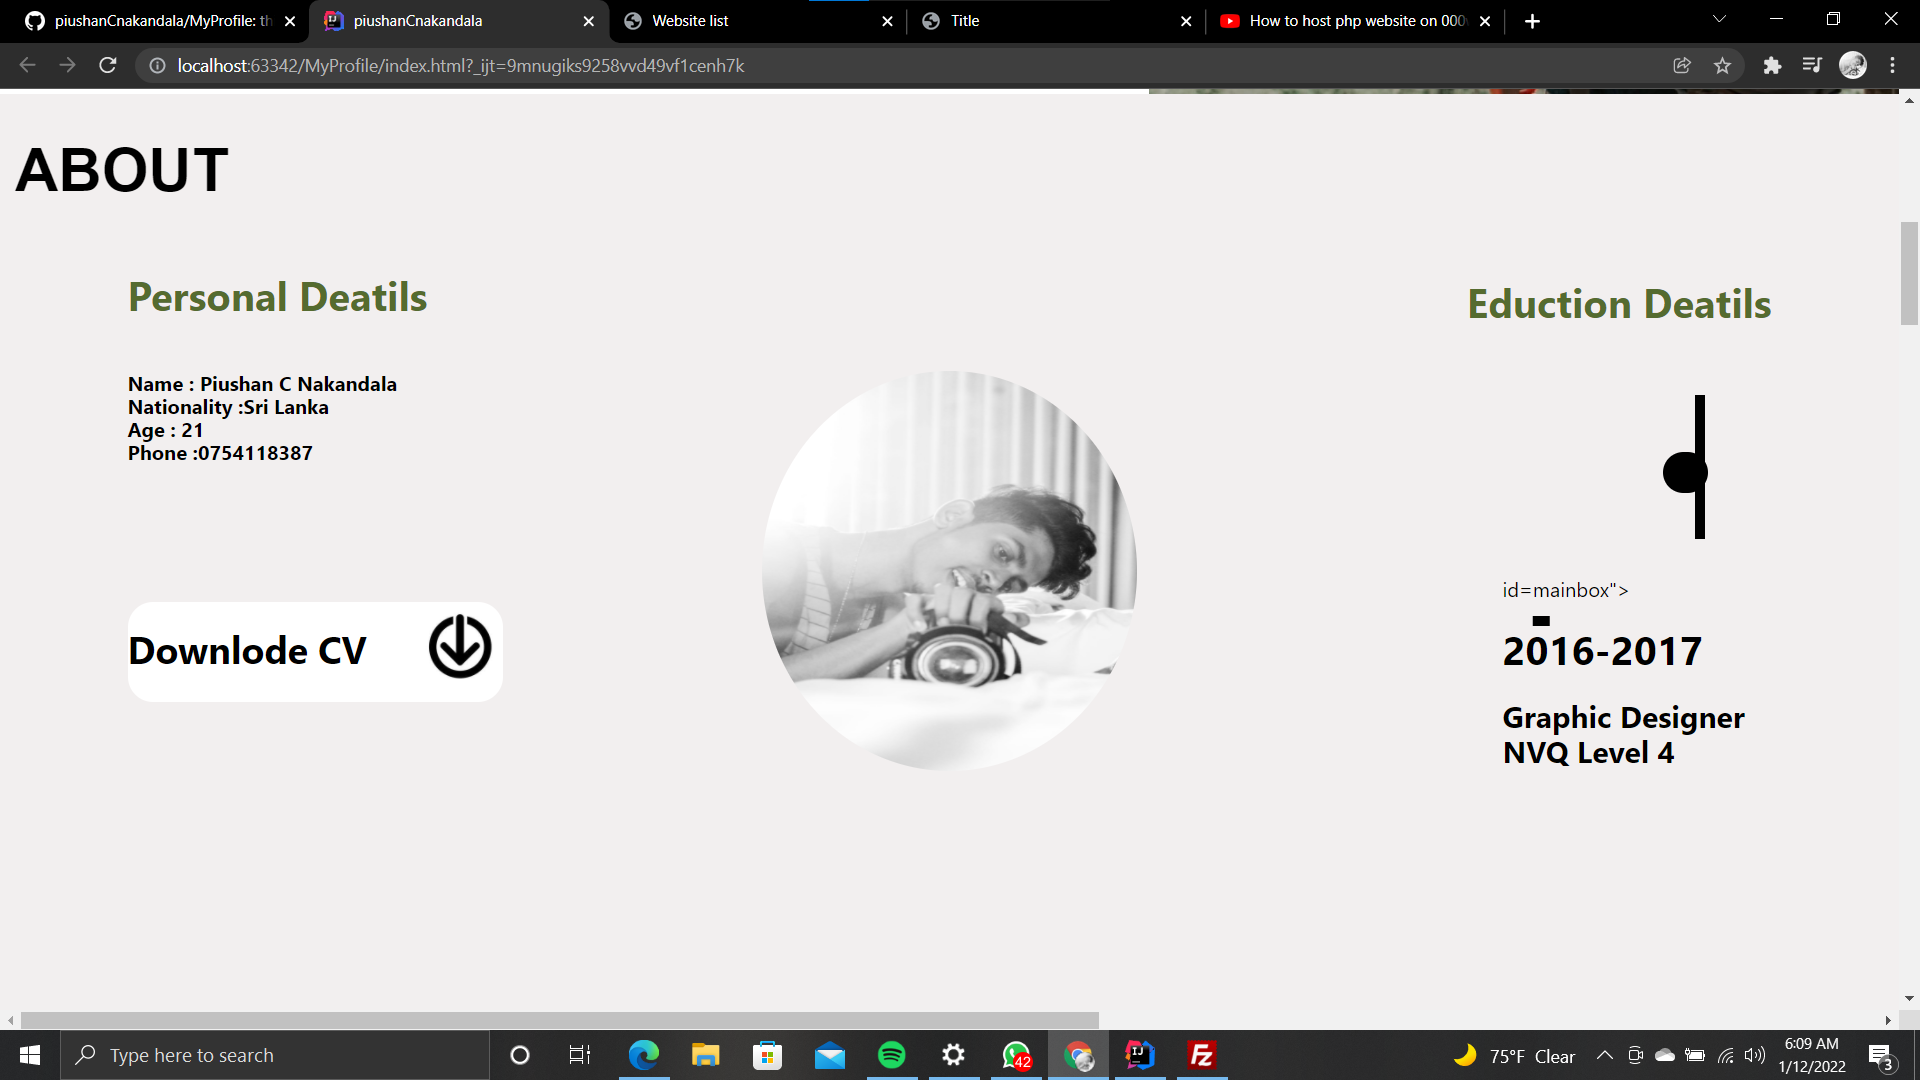 piushanCnakandala/MyProfile: th
piushanCnakandala
Website list
Title
How to host php website on 000
localhost:63342/MyProfile/index.html?_ijt=9mnugiks9258vvd49vf1cenh7k
ABOUT
Personal Deatils
Name : Piushan C Nakandala
Nationality :Sri Lanka
Age : 21
Phone :0754118387
Downlode CV
Eduction Deatils
id=mainbox">
2016-2017
Graphic Designer
NVQ Level 4
Type here to search
42
IJ
Fz
75°F Clear
6:09 AM
1/12/2022
3